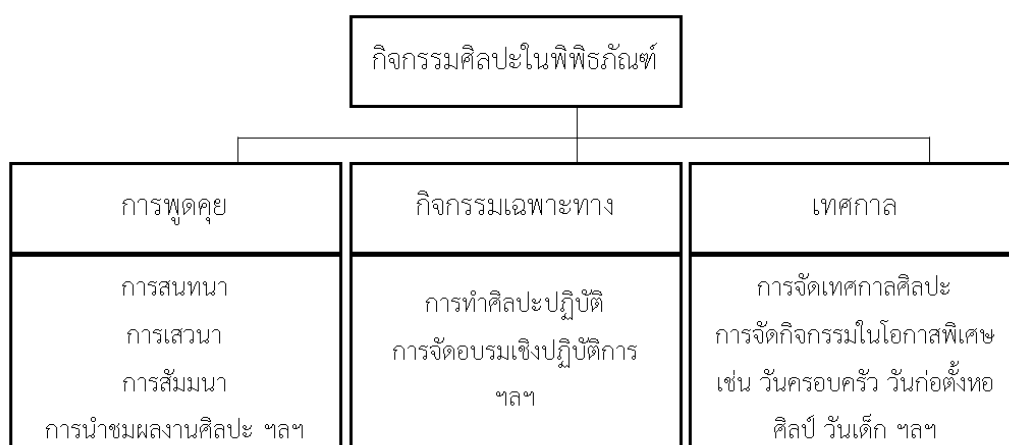 กิจกรรมศิลปะในพิพิธภัณฑ์
การพูดคุย
กิจกรรมเฉพาะทาง
เทศกาล
การสนทนา
การเสวนา
การสัมมนา
การนำชมผลงานศิลปะ ฯลฯ
การทำศิลปะปฏิบัติ
การจัดอบรมเชิงปฏิบัติการ
ฯลฯ
การจัดเทศกาลศิลปะ
การจัดกิจกรรมในโอกาสพิเศษ
เช่น วันครอบครัว วันก่อตั้งหอ
ศิลป์ วันเด็ก ฯลฯ